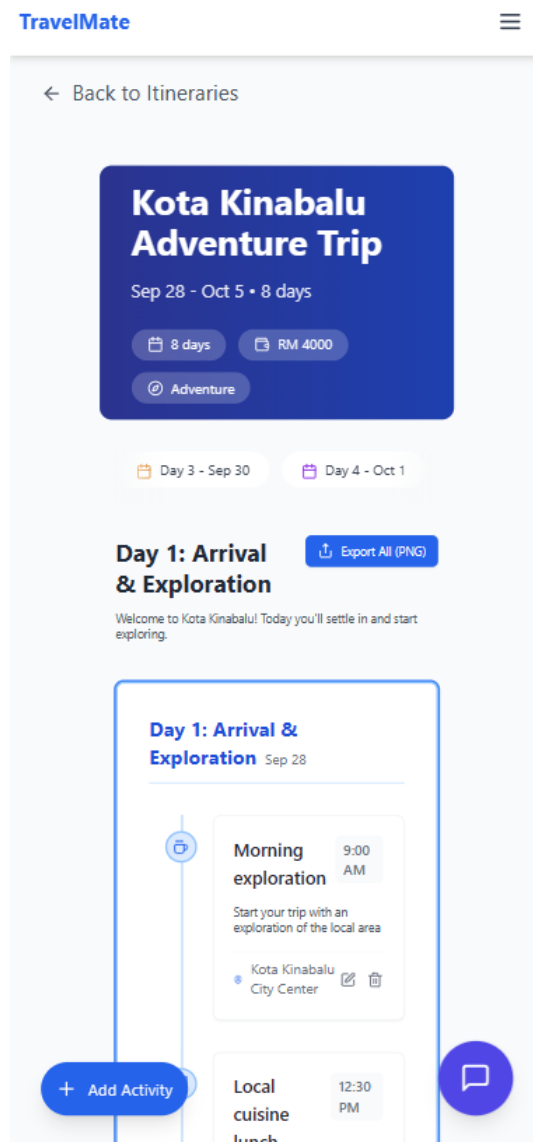 TravelMate
Back to Itineraries
Kota Kinabalu
Adventure Trip
Sep 28 - Oct 5 • 8 days
8 days
RM 4000
Adventure
Day 3 - Sep 30
Day 4 - Oct 1
Day 1: Arrival
& Exploration
Export All (PNG)
Welcome to Kota Kinabalu! Today you'll settle in and start
exploring.
Day 1: Arrival &
Exploration Sep 28
Morning
exploration
9:00
AM
Start your trip with an
exploration of the local area
Kota Kinabalu
City Center
Local
cuisine
lunch
12:30
PM
+ Add Activity